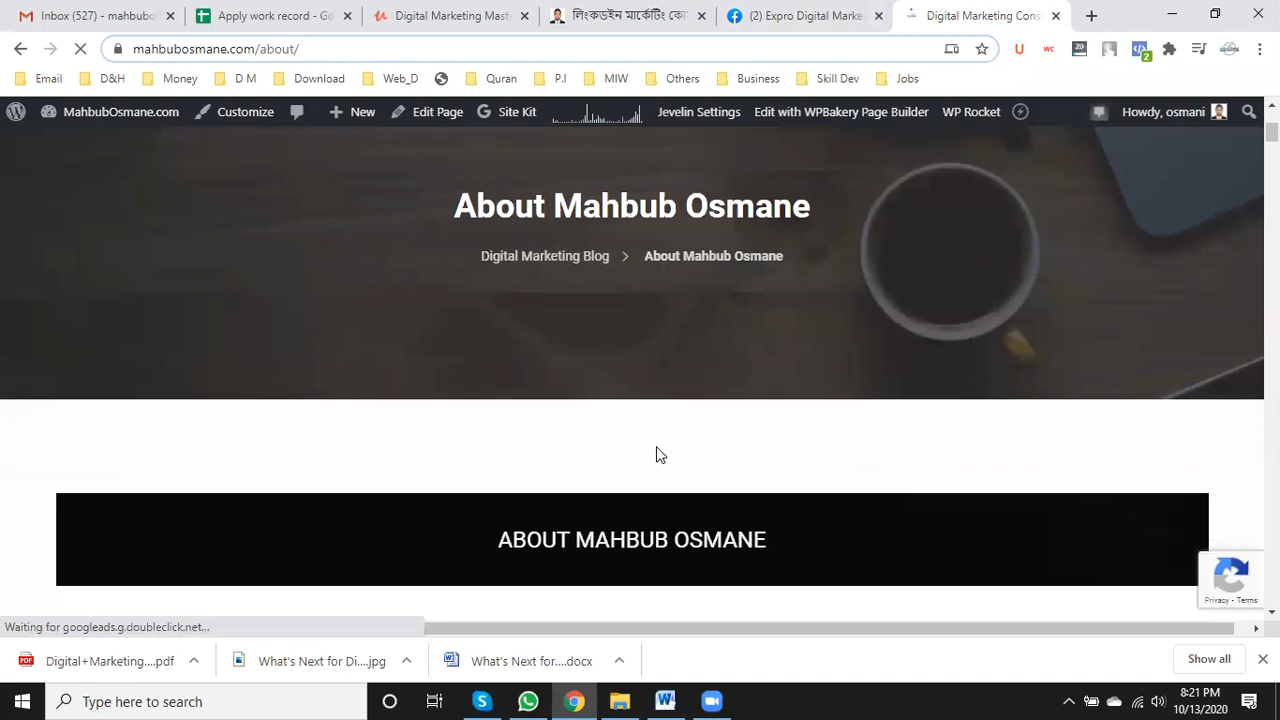 Inbox (527) - mahbubo
Apply work record - Go
Digital Marketing Mast
লিংকডইন মার্কেটিং কো
(2) Expro Digital Marke
Digital Marketing Cons
mahbubosmane.com/about/
Email
D&H
Money
D M
Download
Web_D
Quran
P.I
MIW
Others
Business
Skill Dev
Jobs
MahbubOsmane.com
Customize
New
Edit Page
Site Kit
Jevelin Settings
Edit with WPBakery Page Builder
WP Rocket
Howdy, osmani
About Mahbub Osmane
Digital Marketing Blog > About Mahbub Osmane
ABOUT MAHBUB OSMANE
Privacy - Terms
Waiting for googleads.g.doubleclick.net...
Digital+Marketing....pdf
What's Next for Di....jpg
What's Next for....docx
Show all
Type here to search
8:21 PM
10/13/2020